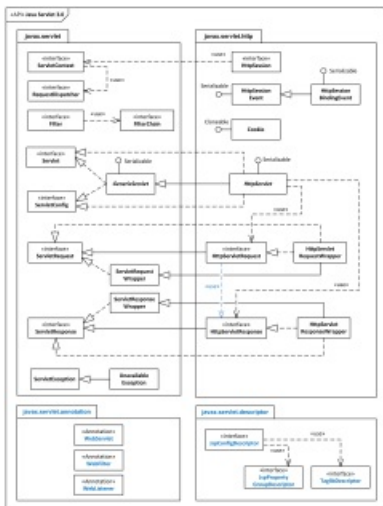 «API» Java Servlet 3.0
javax.servlet
«interface»
ServletContext
«use»
«interface»
RequestDispatcher
«interface»
Filter
«use»
«interface»
FilterChain
«interface»
Servlet
Serializable
GenericServlet
«interface»
ServletConfig
«interface»
ServletRequest
ServletRequest
Wrapper
ServletResponse
Wrapper
«interface»
ServletResponse
ServletException
Unavailable
Exception
javax.servlet.http
«interface»
HttpSession
Serializable
Serializable
HttpSession
Event
HttpSession
BindingEvent
Cloneable
Cookie
Serializable
HttpServlet
«use»
«use»
«interface»
HttpServletRequest
HttpServlet
RequestWrapper
«use»
«interface»
HttpServletResponse
HttpServlet
ResponseWrapper
javax.servlet.annotation
«Annotation»
WebServlet
«Annotation»
WebFilter
«Annotation»
WebListener
javax.servlet.descriptor
«interface»
JspConfigDescriptor
«use»
«use»
«interface»
JspProperty
GroupDescriptor
«interface»
TaglibDescriptor